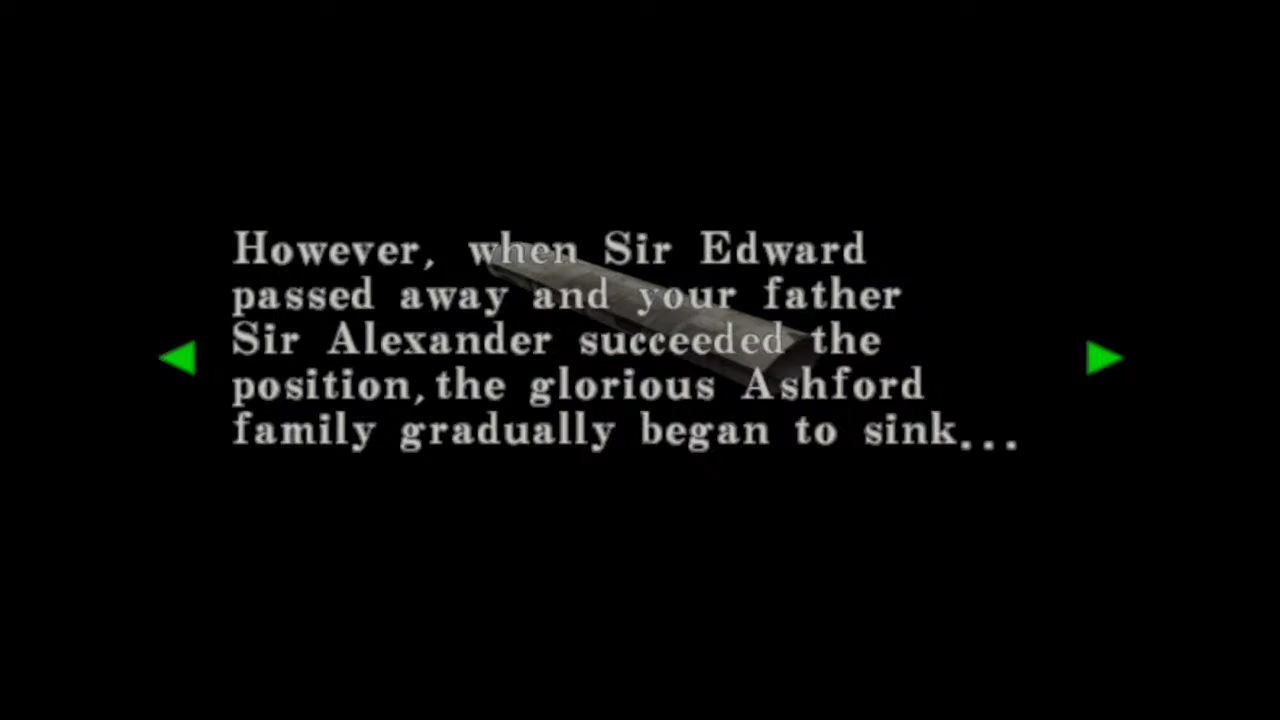 However, when Sir Edward
passed away and your father
Sir Alexander succeeded the
position,the glorious Ashford
family gradually began to sink...